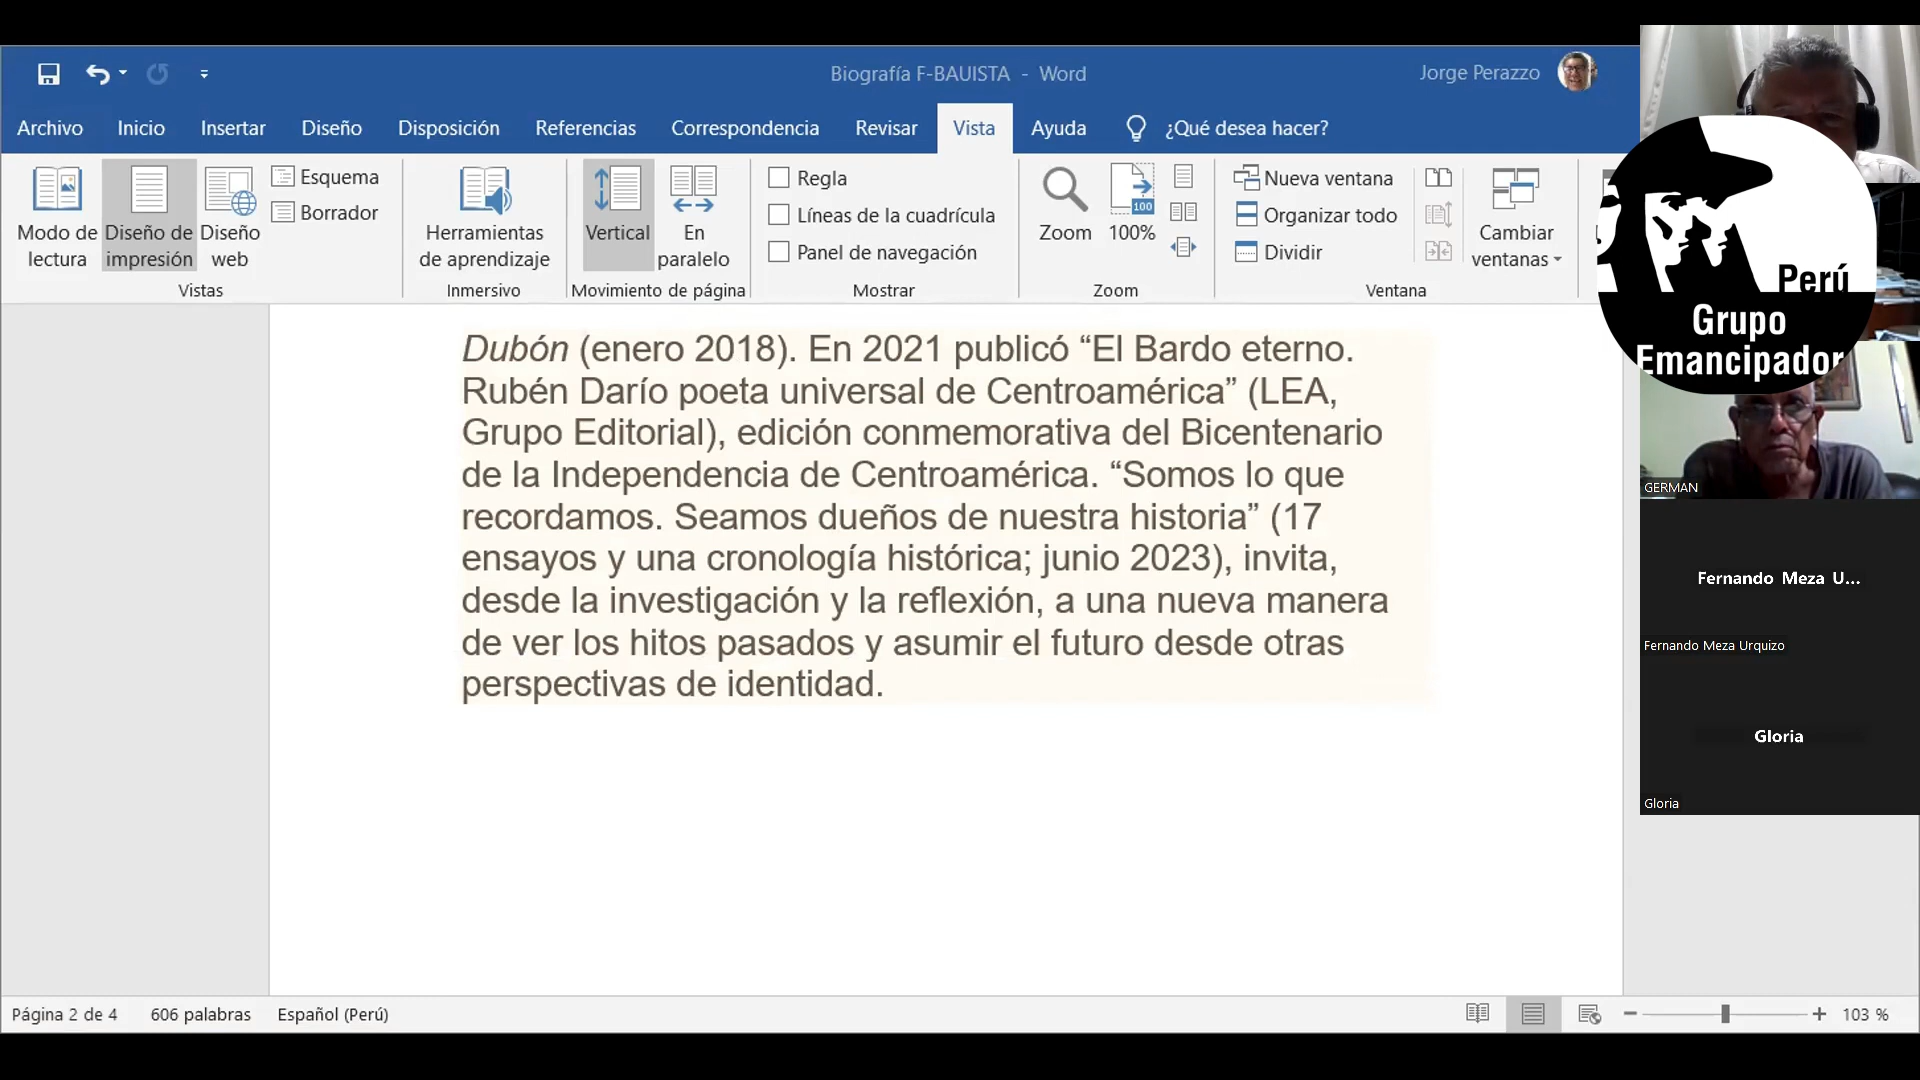 Biografía F-BAUISTA - Word
Jorge Perazzo
Archivo Inicio Insertar Diseño Disposición Referencias Correspondencia Revisar Vista Ayuda ¿Qué desea hacer?
Modo de lectura
Diseño de impresión
Diseño web
Esquema
Borrador
Vistas
Herramientas de aprendizaje
Inmersivo
Vertical
En paralelo
Movimiento de página
Regla
Líneas de la cuadrícula
Panel de navegación
Mostrar
Zoom
100
100%
Zoom
Nueva ventana
Organizar todo
Dividir
Cambiar ventanas
Ventana
Perú
Grupo
Emancipador
Dubón (enero 2018). En 2021 publicó “El Bardo eterno.
Rubén Darío poeta universal de Centroamérica” (LEA,
Grupo Editorial), edición conmemorativa del Bicentenario
de la Independencia de Centroamérica. “Somos lo que
recordamos. Seamos dueños de nuestra historia” (17
ensayos y una cronología histórica; junio 2023), invita,
desde la investigación y la reflexión, a una nueva manera
de ver los hitos pasados y asumir el futuro desde otras
perspectivas de identidad.
GERMAN
Fernando Meza U...
Fernando Meza Urquizo
Gloria
Gloria
Página 2 de 4 606 palabras Español (Perú)
103 %